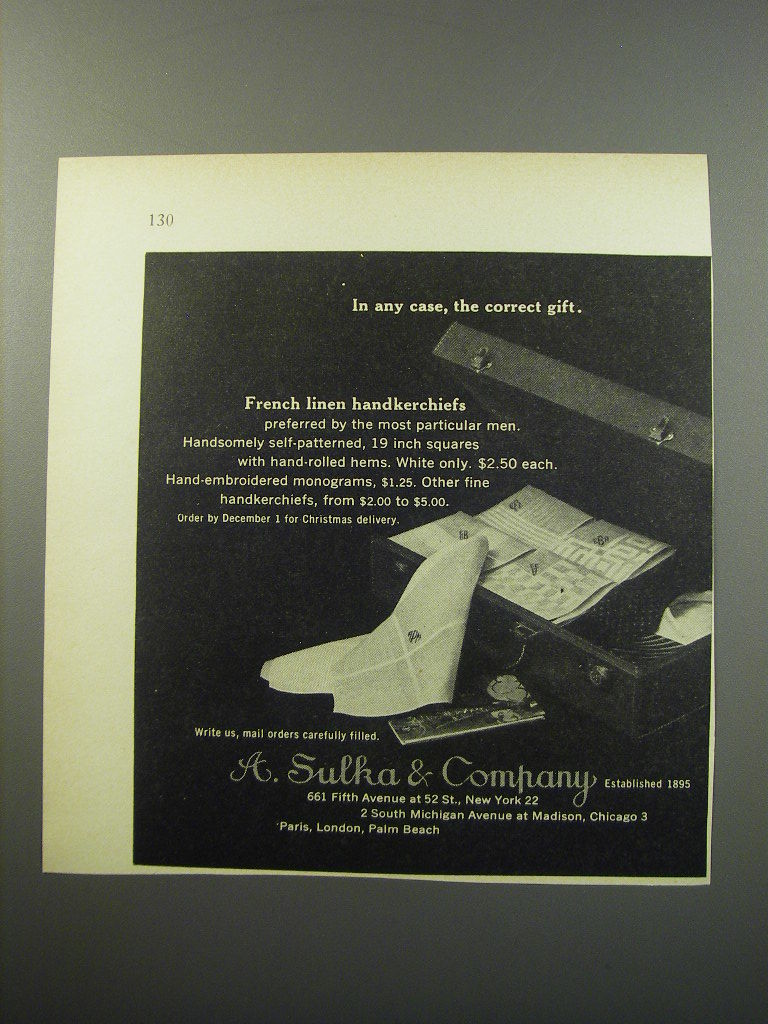 130
In any case, the correct gift.
French linen handkerchiefs
preferred by the most particular men.
Handsomely self-patterned, 19 inch squares
with hand-rolled hems. White only. $2.50 each.
Hand-embroidered monograms, $1.25. Other fine
handkerchiefs, from $2.00 to $5.00.
Order by December 1 for Christmas delivery.
Write us, mail orders carefully filled.
A. Sulka & Company Established 1895
661 Fifth Avenue at 52 St., New York 22
2 South Michigan Avenue at Madison, Chicago 3
Paris, London, Palm Beach